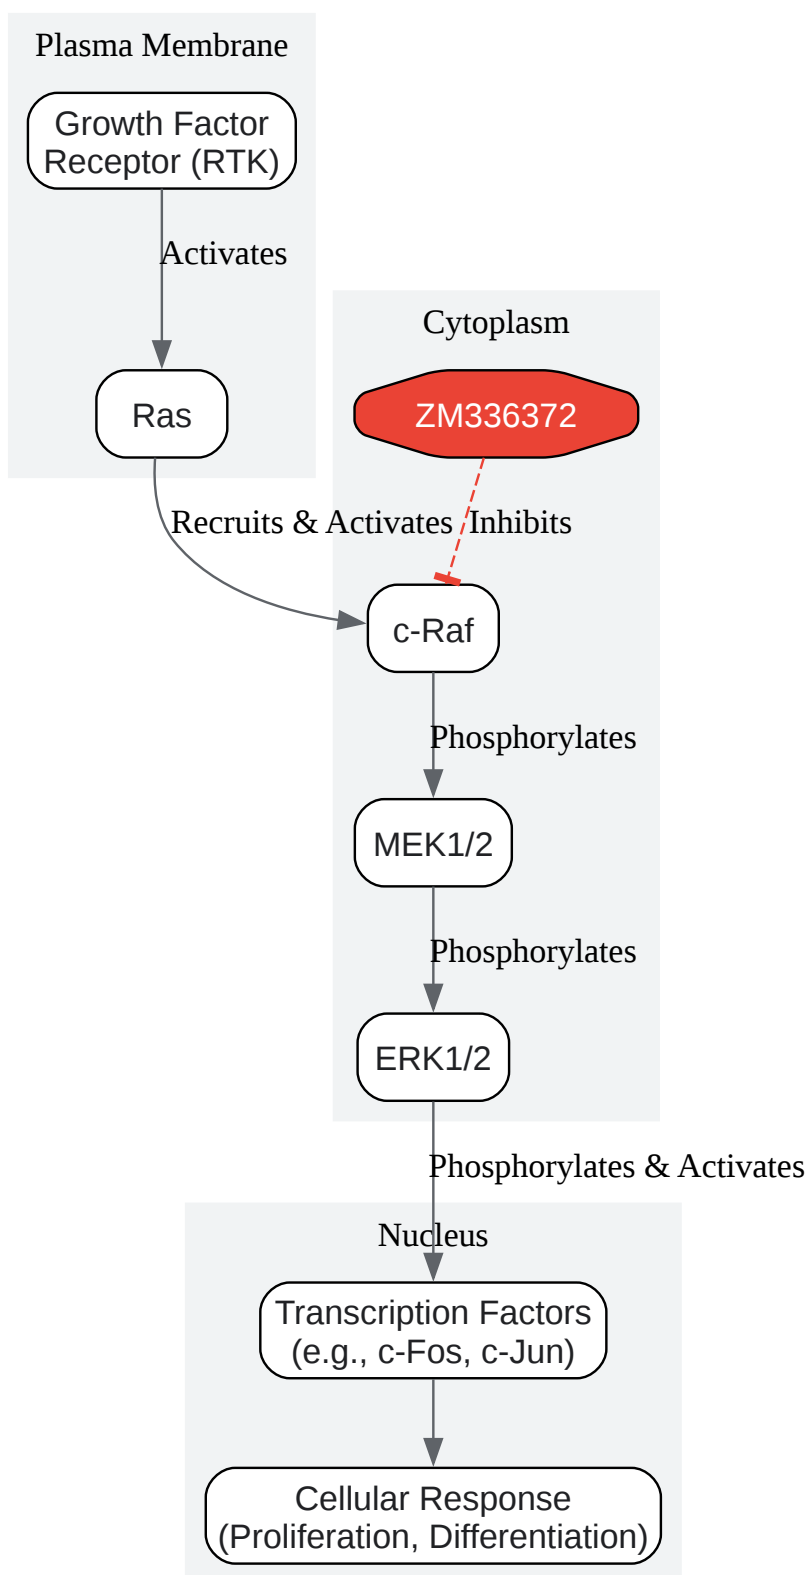 Plasma Membrane
Growth Factor
Receptor (RTK)
Activates
Ras
Cytoplasm
ZM336372
Recruits & Activates
Inhibits
c-Raf
Phosphorylates
MEK1/2
Phosphorylates
ERK1/2
Phosphorylates & Activates
Nucleus
Transcription Factors
(e.g., c-Fos, c-Jun)
Cellular Response
(Proliferation, Differentiation)